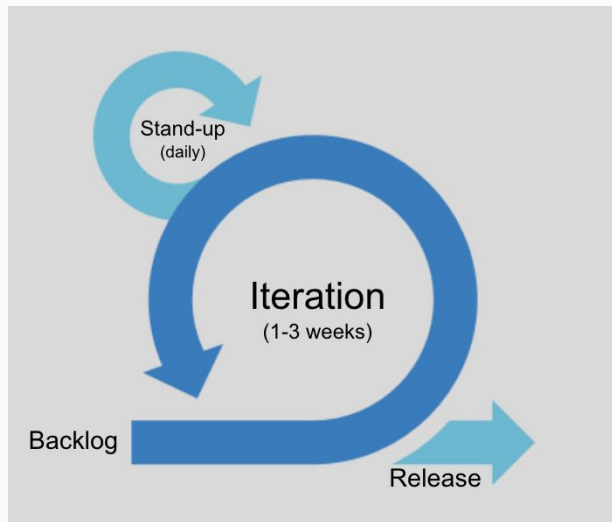 Stand-up
(daily)
Iteration
(1-3 weeks)
Backlog
Release